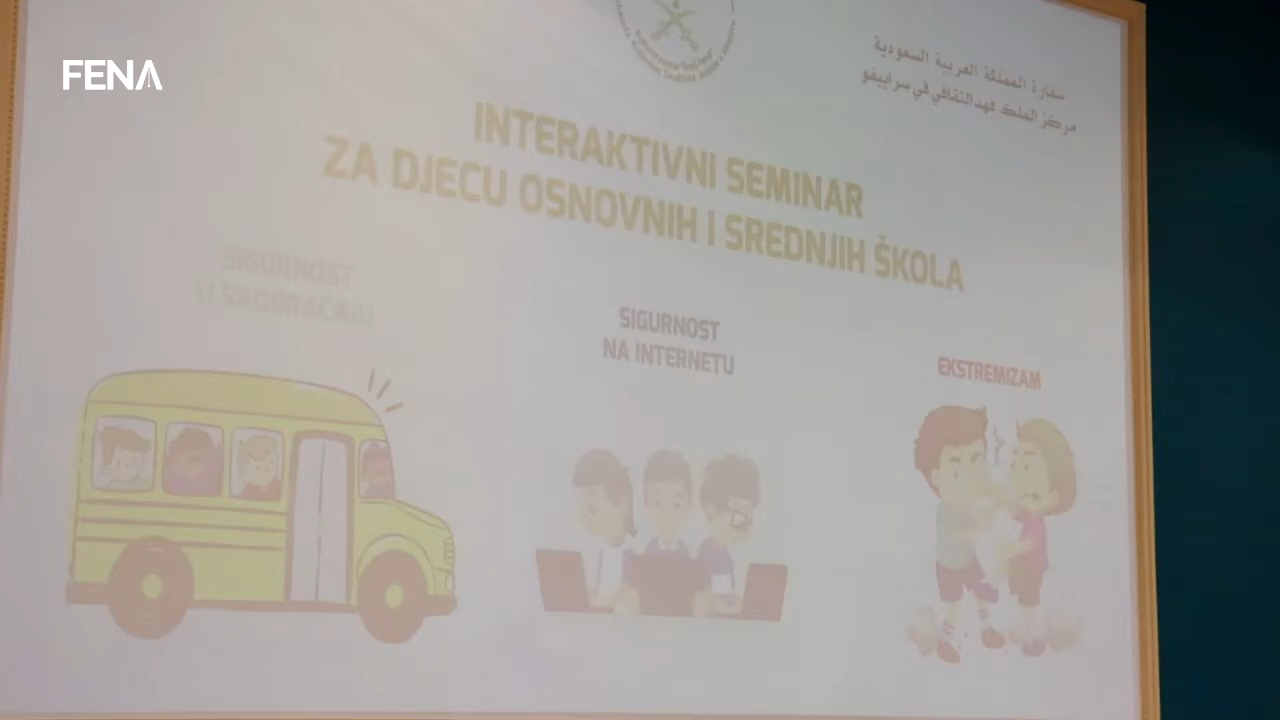 FENA
سفارة المملكة العربية السعودية
مركز الملك فهد الثقافي في سراييفو
INTERAKTIVNI SEMINAR
ZA DJECU OSNOVNIH I SREDNJIH ŠKOLA
SIGURNOST
U SAOBRAĆAJU
SIGURNOST
NA INTERNETU
EKSTREMIZAM